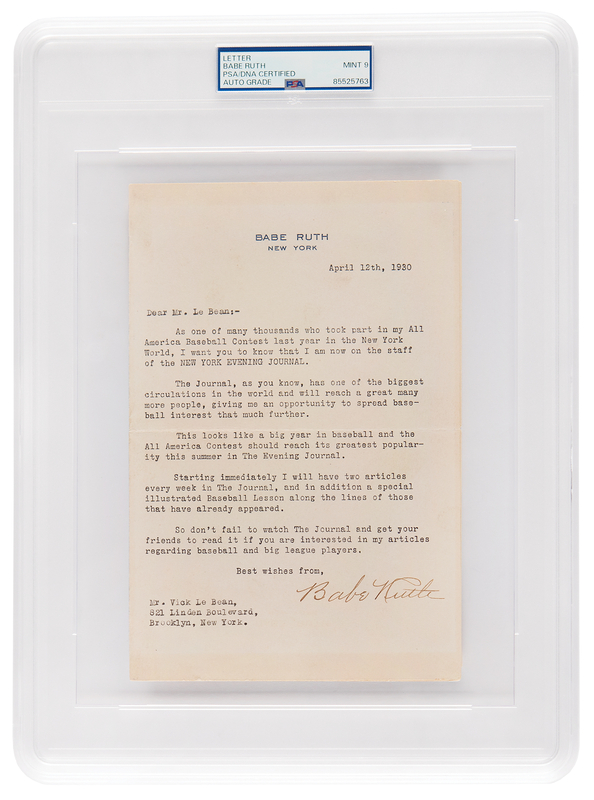 LETTER
BABE RUTH
PSA/DNA CERTIFIED
AUTO GRADE
MINT 9
PSA
85525763
BABE RUTH
NEW YORK
April 12th, 1930
Dear Mr. Le Bean:-
As one of many thousands who took part in my All
America Baseball Contest last year in the New York
World, I want you to know that I am now on the staff
of the NEW YORK EVENING JOURNAL.
The Journal, as you know, has one of the biggest
circulations in the world and will reach a great many
more people, giving me an opportunity to spread base-
ball interest that much further.
This looks like a big year in baseball and the
All America Contest should reach its greatest popular-
ity this summer in The Evening Journal.
Starting immediately I will have two articles
every week in The Journal, and in addition a special
illustrated Baseball Lesson along the lines of those
that have already appeared.
So don't fail to watch The Journal and get your
friends to read it if you are interested in my articles
regarding baseball and big league players.
Best wishes from,
Babe Ruth
Mr. Vick Le Bean,
821 Linden Boulevard,
Brooklyn, New York.